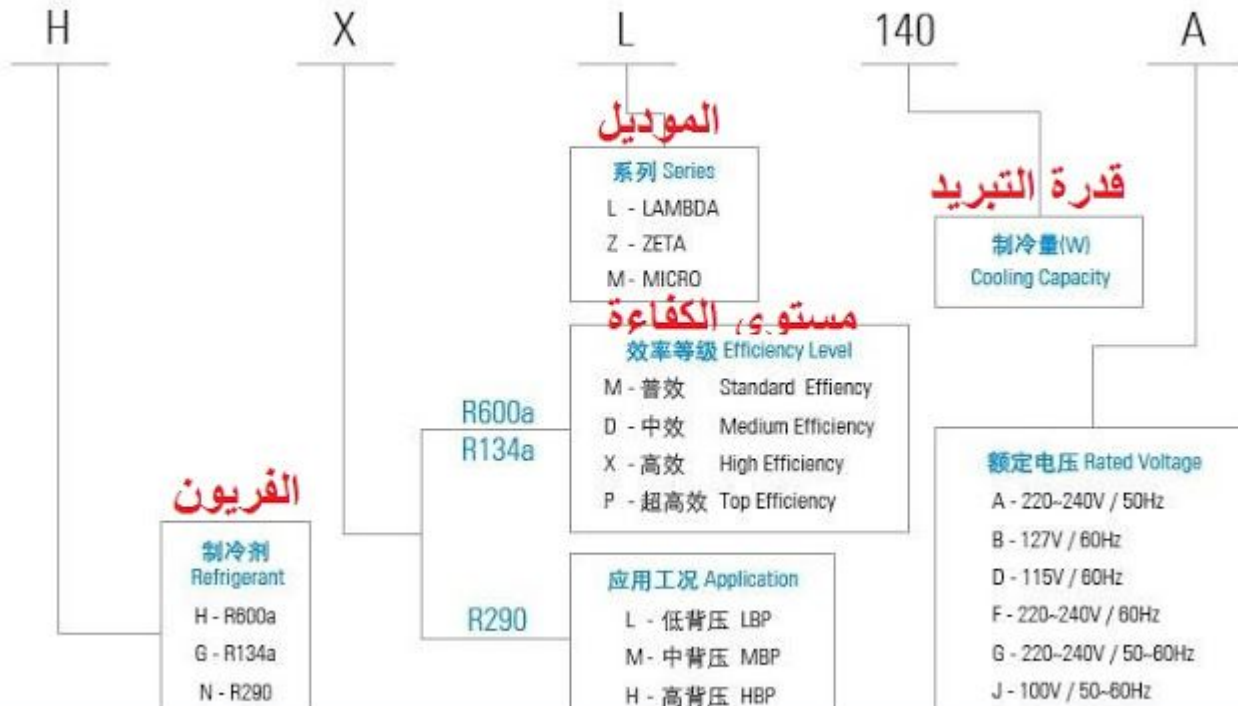 H X L 140 A
الموديل
系列 Series
L - LAMBDA
Z - ZETA
M - MICRO
قدرة التبريد
制冷量(W)
Cooling Capacity
مستوى الكفاءة
效率等级 Efficiency Level
M - 普效 Standard Effiency
D - 中效 Medium Efficiency
X - 高效 High Efficiency
P - 超高效 Top Efficiency
R600a
R134a
الفريون
制冷剂
Refrigerant
H - R600a
G - R134a
N - R290
R290
应用工况 Application
L - 低背压 LBP
M - 中背压 MBP
H - 高背压 HBP
额定电压 Rated Voltage
A - 220~240V / 50Hz
B - 127V / 60Hz
D - 115V / 60Hz
F - 220~240V / 60Hz
G - 220~240V / 50~60Hz
J - 100V / 50~60Hz